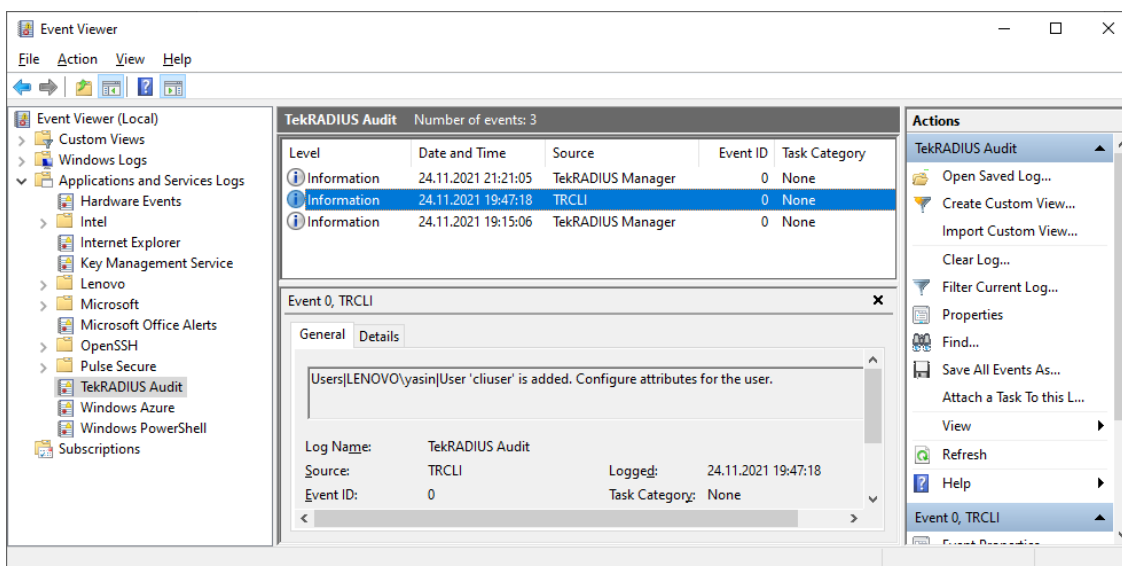 Event Viewer
File Action View Help
Event Viewer (Local)
Custom Views
Windows Logs
Applications and Services Logs
Hardware Events
Intel
Internet Explorer
Key Management Service
Lenovo
Microsoft
Microsoft Office Alerts
OpenSSH
Pulse Secure
TekRADIUS Audit
Windows Azure
Windows PowerShell
Subscriptions
TekRADIUS Audit Number of events: 3
Level Date and Time Source Event ID Task Category
Information 24.11.2021 21:21:05 TekRADIUS Manager 0 None
Information 24.11.2021 19:47:18 TRCLI 0 None
Information 24.11.2021 19:15:06 TekRADIUS Manager 0 None
Event 0, TRCLI
General Details
Users|LENOVO\yasin|User 'cliuser' is added. Configure attributes for the user.
Log Name: TekRADIUS Audit
Source: TRCLI Logged: 24.11.2021 19:47:18
Event ID: 0 Task Category: None
Actions
TekRADIUS Audit
Open Saved Log...
Create Custom View...
Import Custom View...
Clear Log...
Filter Current Log...
Properties
Find...
Save All Events As...
Attach a Task To this L...
View
Refresh
Help
Event 0, TRCLI